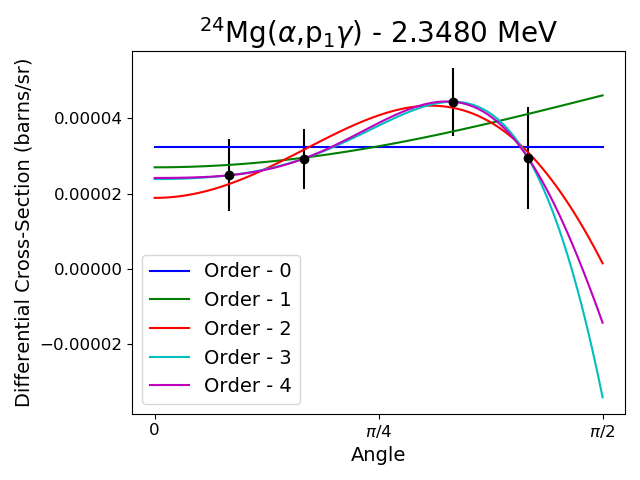 ²⁴Mg(α,p₁γ) - 2.3480 MeV
Differential Cross-Section (barns/sr)
0.00004
0.00002
0.00000
−0.00002
Order - 0
Order - 1
Order - 2
Order - 3
Order - 4
0 π/4 π/2
Angle